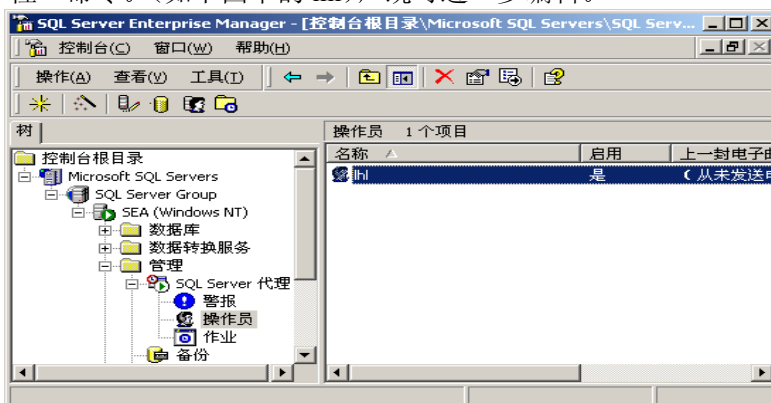 SQL Server Enterprise Manager - [控制台根目录\Microsoft SQL Servers\SQL Serv...
控制台(C) 窗口(W) 帮助(H)
操作(A) 查看(V) 工具(T)
树
操作员 1 个项目
名称 启用 上一封电子邮
lhl 是 (从未发送电
控制台根目录
Microsoft SQL Servers
SQL Server Group
SEA (Windows NT)
数据库
数据转换服务
管理
SQL Server 代理
警报
操作员
作业
备份